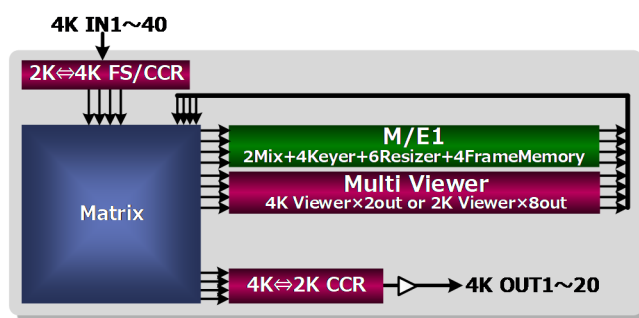 4K IN1～40
2K⇔4K FS/CCR
M/E1
2Mix+4Keyer+6Resizer+4FrameMemory
Multi Viewer
4K Viewer×2out or 2K Viewer×8out
Matrix
4K⇔2K CCR
4K OUT1～20